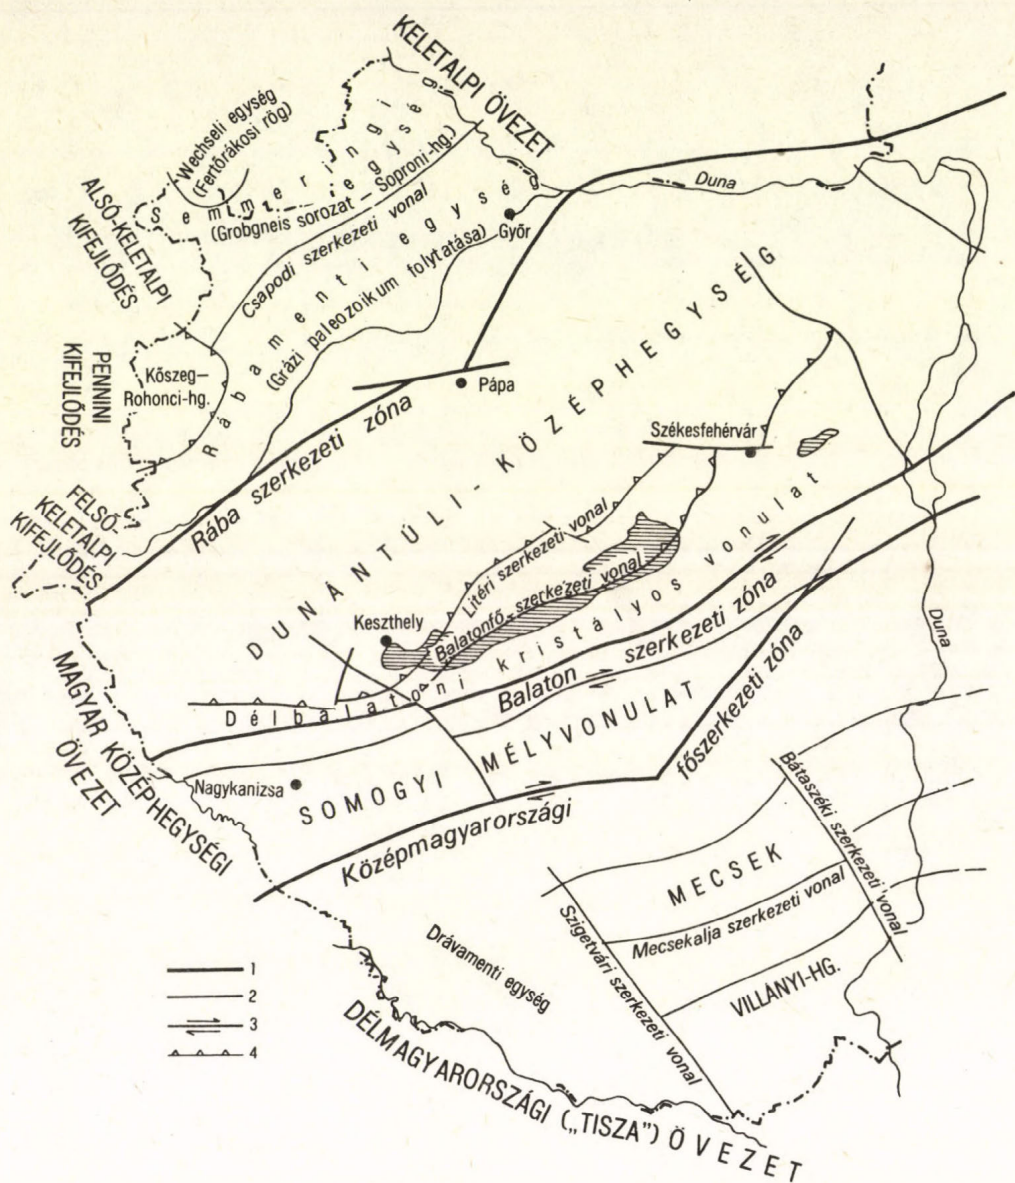 KELETALPI ÖVEZET
Wechseli egység
(Fertőrákosi rög)
Semmeringi egység
(Grobgneis sorozat — Soproni-hg.)
ALSÓ-KELETALPI
KIFEJLŐDÉS
Csapodi szerkezeti vonal
Rábamenti egység
(Grázi paleozoikum folytatása)
Győr
Duna
PENNINI
KIFEJLŐDÉS
Kőszeg—
Rohonci-hg.
Pápa
Rába szerkezeti zóna
FELSŐ-
KELETALPI
KIFEJLŐDÉS
DUNÁNTÚLI-KÖZÉPHEGYSÉG
Székesfehérvár
Litéri szerkezeti vonal
Balatonfő szerkezeti vonal
Keszthely
Délbalatoni kristályos vonulat
Balaton szerkezeti zóna
Duna
MAGYAR KÖZÉPHEGYSÉGI
ÖVEZET
Nagykanizsa
SOMOGYI MÉLYVONULAT
Középmagyarországi főszerkezeti zóna
Bátaszéki szerkezeti vonal
MECSEK
Mecsekalja szerkezeti vonal
Szigetvári szerkezeti vonal
VILLÁNYI-HG.
Drávamenti egység
DÉLMAGYARORSZÁGI („TISZA”) ÖVEZET
1
2
3
4